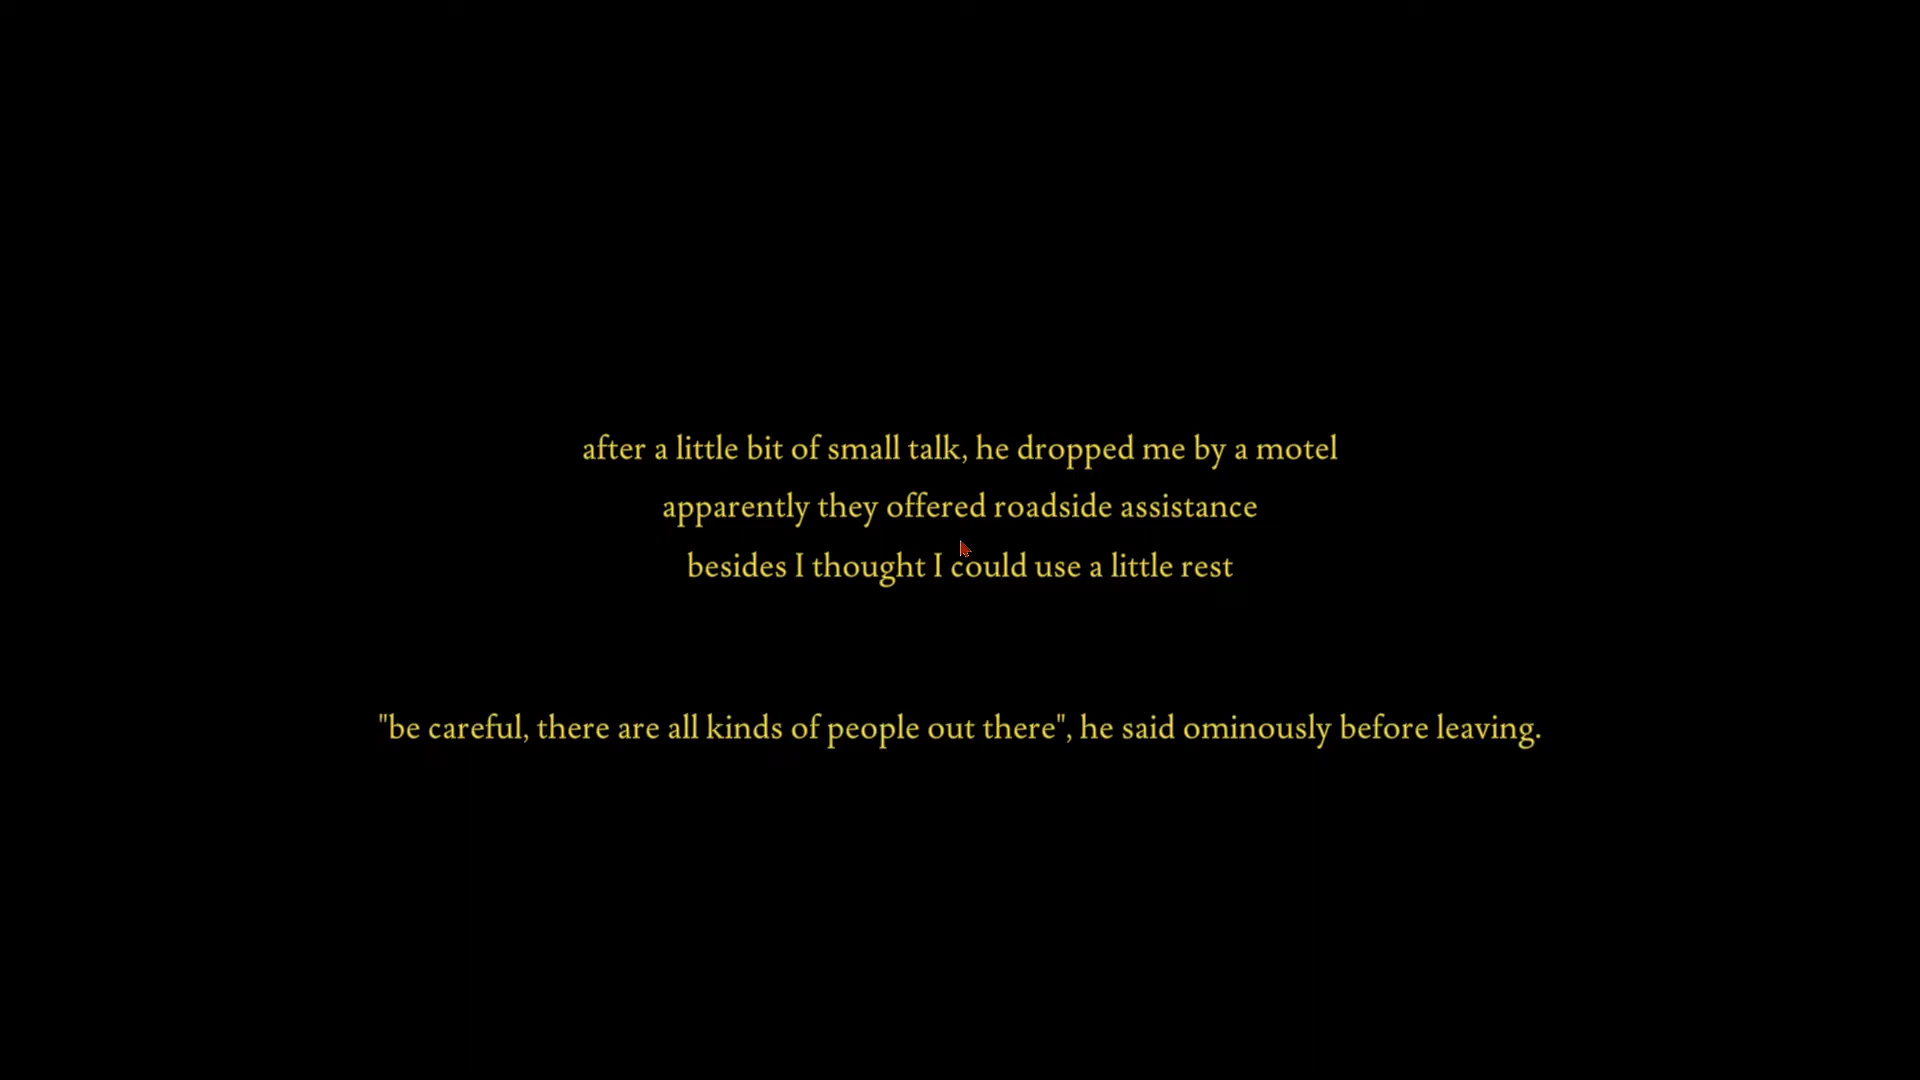 after a little bit of small talk, he dropped me by a motel
apparently they offered roadside assistance
besides I thought I could use a little rest
"be careful, there are all kinds of people out there", he said ominously before leaving.